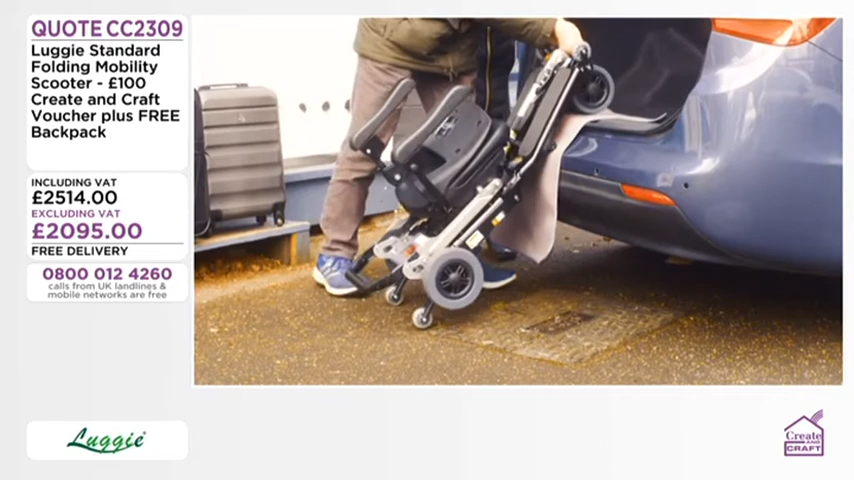 QUOTE CC2309
Luggie Standard
Folding Mobility
Scooter - £100
Create and Craft
Voucher plus FREE
Backpack
INCLUDING VAT
£2514.00
EXCLUDING VAT
£2095.00
FREE DELIVERY
0800 012 4260
calls from UK landlines &
mobile networks are free
Luggie
Create
AND
CRAFT